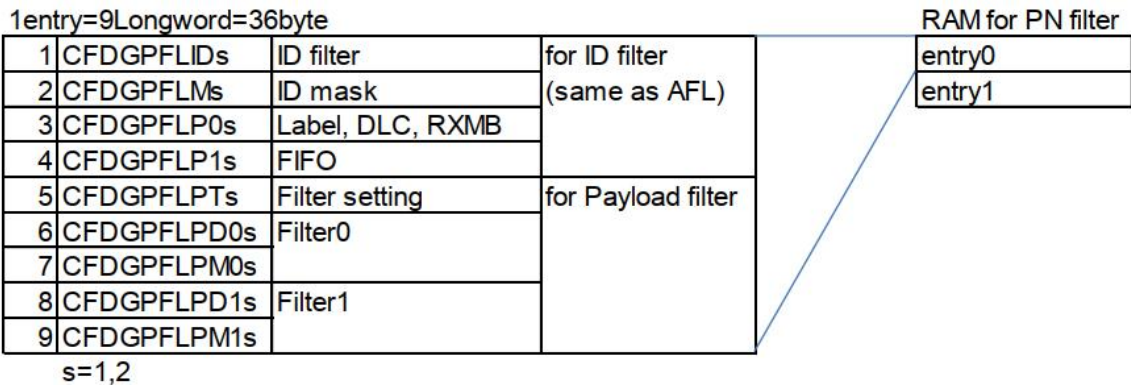 1entry=9Longword=36byte RAM for PN filter
1 CFDGPFLIDs ID filter for ID filter entry0
2 CFDGPFLMs ID mask (same as AFL) entry1
3 CFDGPFLP0s Label, DLC, RXMB
4 CFDGPFLP1s FIFO
5 CFDGPFLPTs Filter setting for Payload filter
6 CFDGPFLPD0s Filter0
7 CFDGPFLPM0s
8 CFDGPFLPD1s Filter1
9 CFDGPFLPM1s
s=1,2